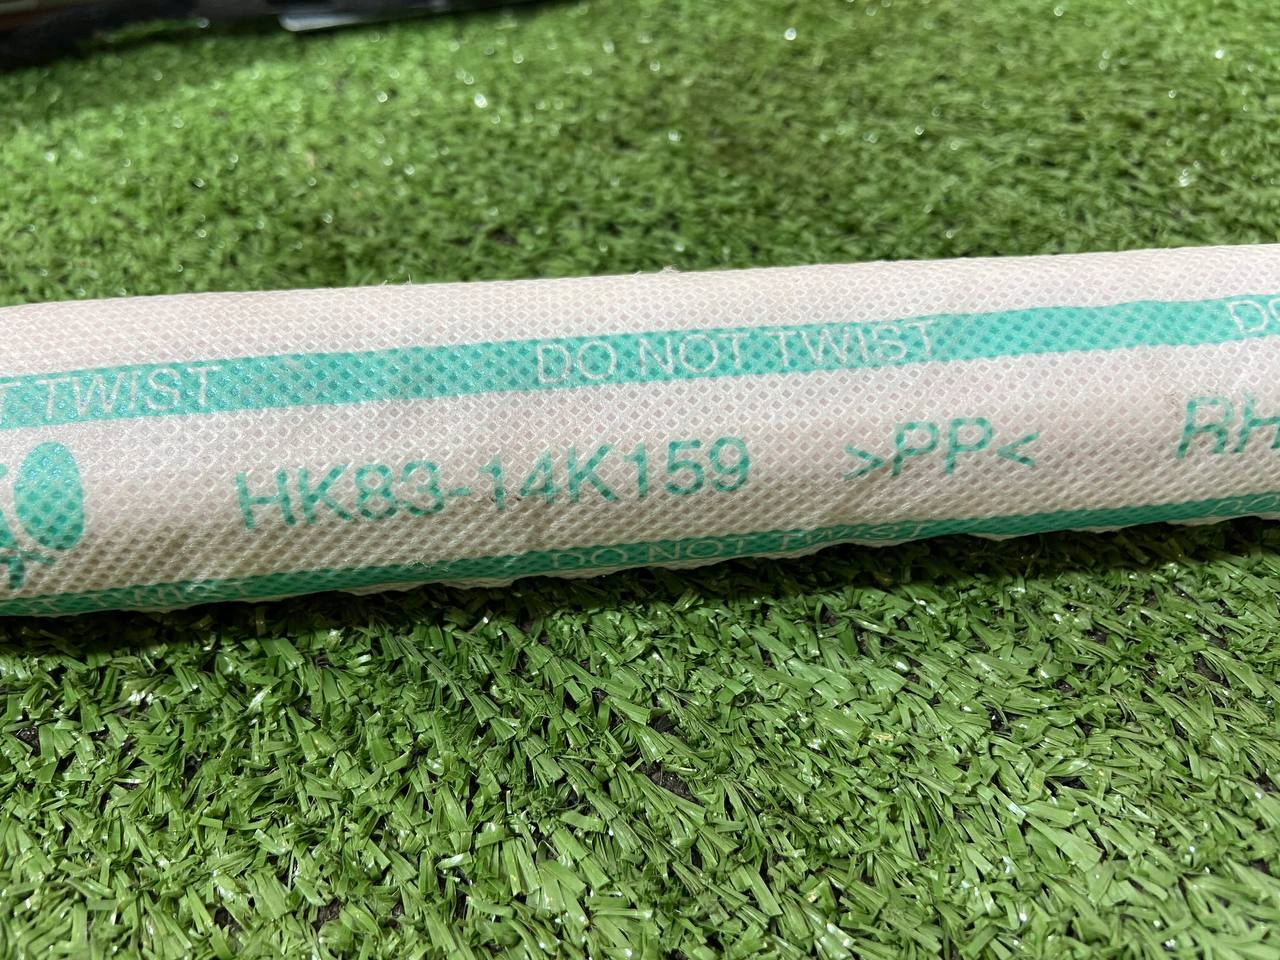 T TWIST DO NOT TWIST DO
HK83-14K159 >PP< RH
DO NOT TWIST